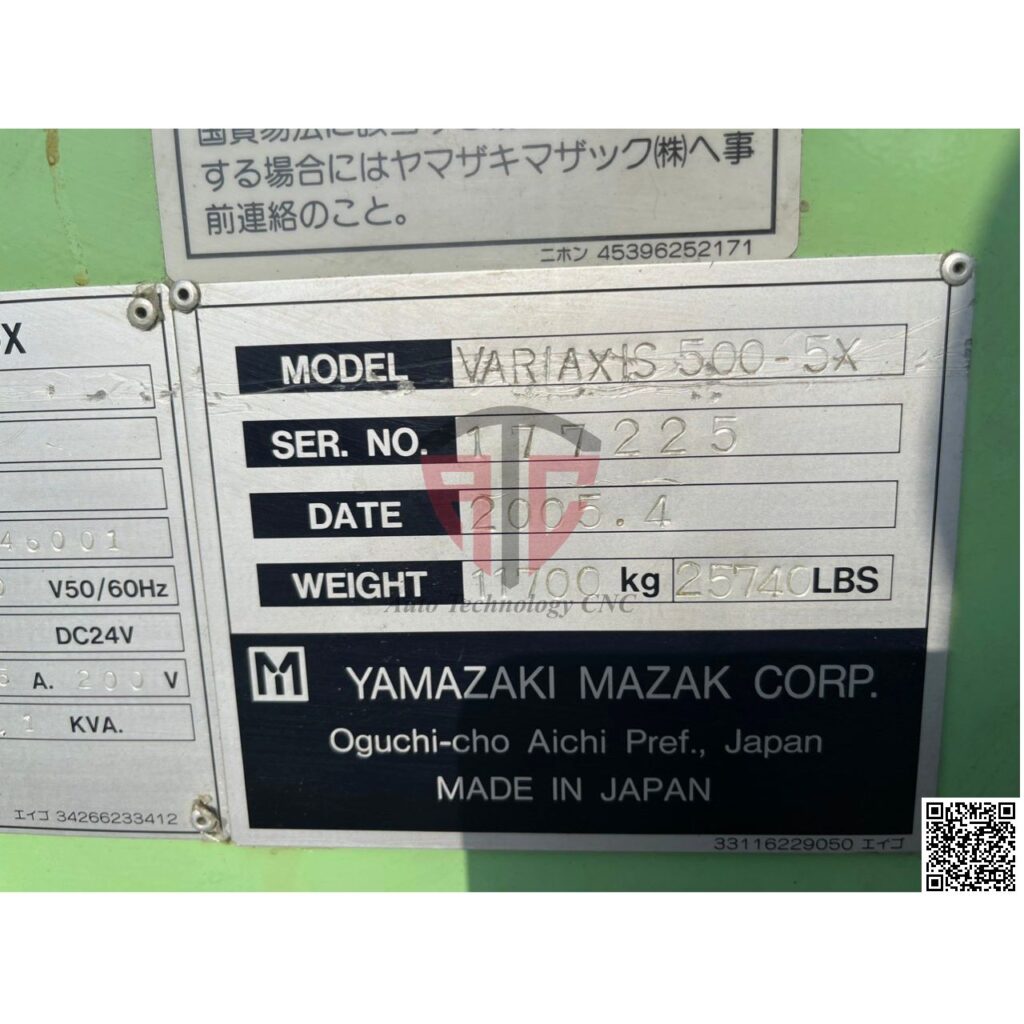 する場合にはヤマザキマザック(株)へ事
前連絡のこと。
ニホン 45396252171
X
46001
V50/60Hz
DC24V
A. 200 V
1 KVA.
エイゴ 34266233412
MODEL VARIAXIS 500-5X
SER. NO. 177225
DATE 2005.4
WEIGHT 11700 kg 25740 LBS
Auto Technology CNC
YAMAZAKI MAZAK CORP.
Oguchi-cho Aichi Pref., Japan
MADE IN JAPAN
33116229050 エイゴ